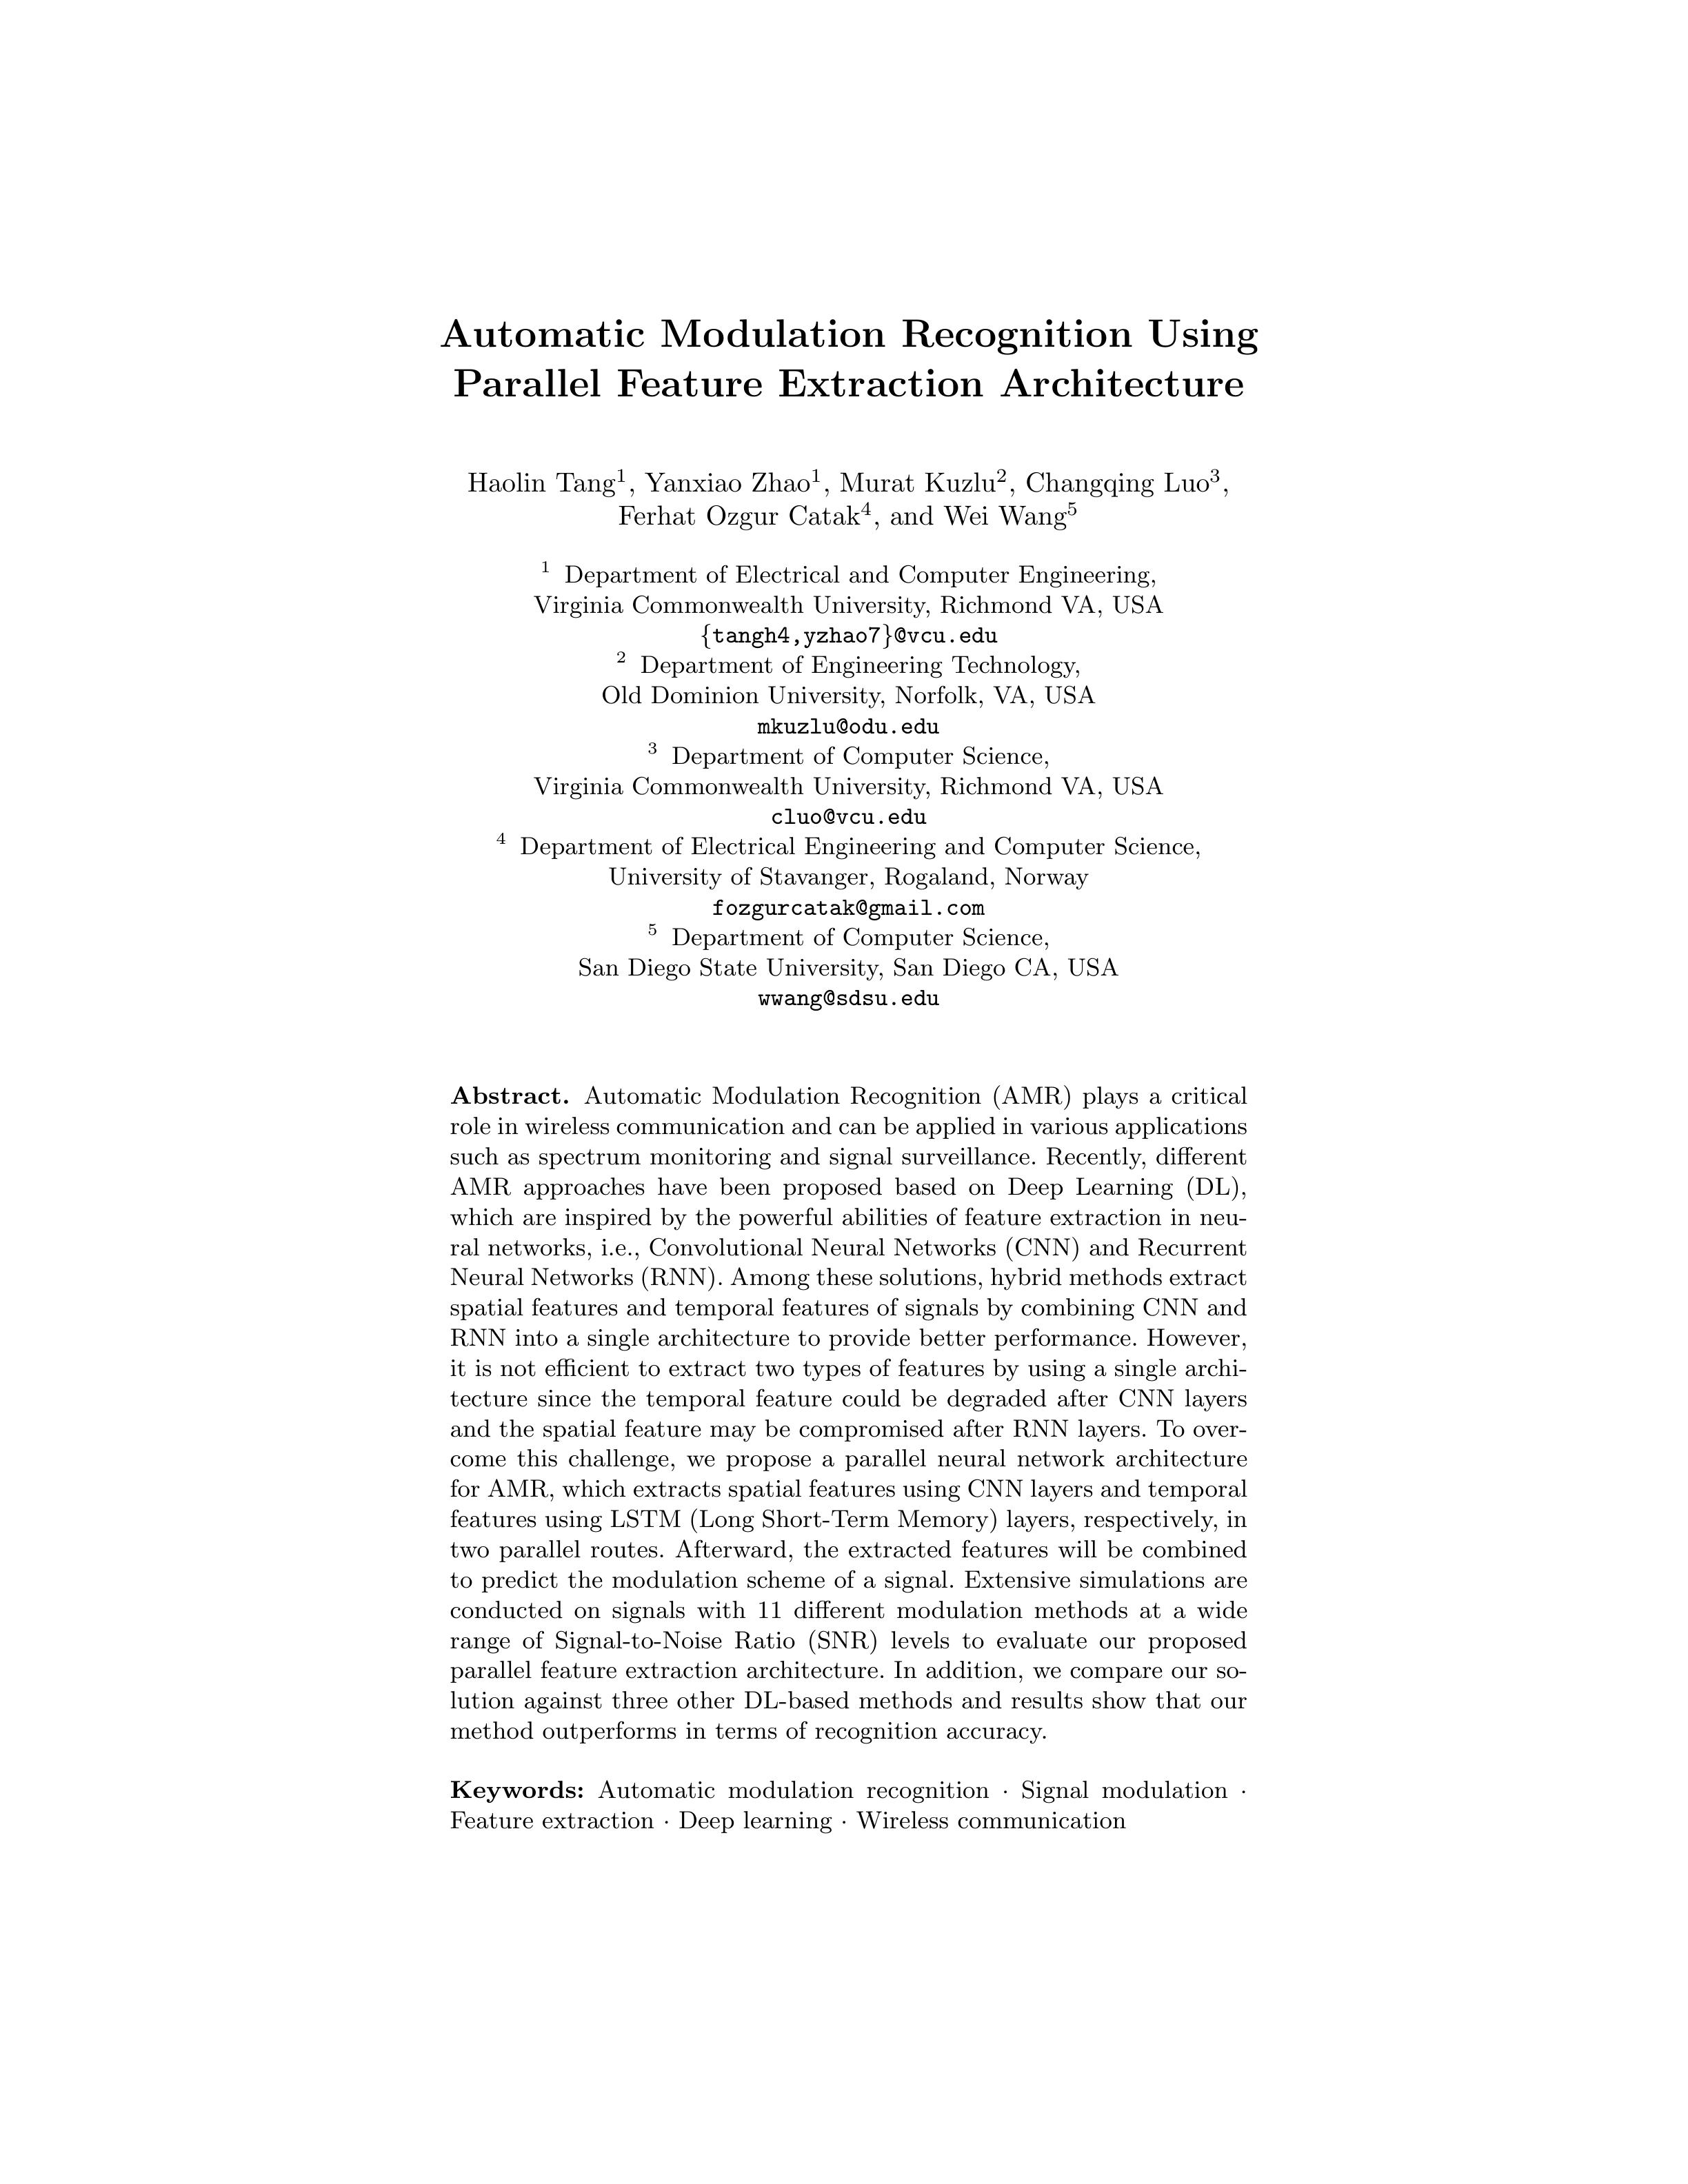 Automatic Modulation Recognition Using
Parallel Feature Extraction Architecture
Haolin Tang1, Yanxiao Zhao1, Murat Kuzlu2, Changqing Luo3,
Ferhat Ozgur Catak4, and Wei Wang5
1 Department of Electrical and Computer Engineering,
Virginia Commonwealth University, Richmond VA, USA
{tangh4,yzhao7}@vcu.edu
2 Department of Engineering Technology,
Old Dominion University, Norfolk, VA, USA
mkuzlu@odu.edu
3 Department of Computer Science,
Virginia Commonwealth University, Richmond VA, USA
cluo@vcu.edu
4 Department of Electrical Engineering and Computer Science,
University of Stavanger, Rogaland, Norway
fozgurcatak@gmail.com
5 Department of Computer Science,
San Diego State University, San Diego CA, USA
wwang@sdsu.edu
Abstract. Automatic Modulation Recognition (AMR) plays a critical
role in wireless communication and can be applied in various applications
such as spectrum monitoring and signal surveillance. Recently, different
AMR approaches have been proposed based on Deep Learning (DL),
which are inspired by the powerful abilities of feature extraction in neu-
ral networks, i.e., Convolutional Neural Networks (CNN) and Recurrent
Neural Networks (RNN). Among these solutions, hybrid methods extract
spatial features and temporal features of signals by combining CNN and
RNN into a single architecture to provide better performance. However,
it is not efficient to extract two types of features by using a single archi-
tecture since the temporal feature could be degraded after CNN layers
and the spatial feature may be compromised after RNN layers. To over-
come this challenge, we propose a parallel neural network architecture
for AMR, which extracts spatial features using CNN layers and temporal
features using LSTM (Long Short-Term Memory) layers, respectively, in
two parallel routes. Afterward, the extracted features will be combined
to predict the modulation scheme of a signal. Extensive simulations are
conducted on signals with 11 different modulation methods at a wide
range of Signal-to-Noise Ratio (SNR) levels to evaluate our proposed
parallel feature extraction architecture. In addition, we compare our so-
lution against three other DL-based methods and results show that our
method outperforms in terms of recognition accuracy.
Keywords: Automatic modulation recognition · Signal modulation ·
Feature extraction · Deep learning · Wireless communication